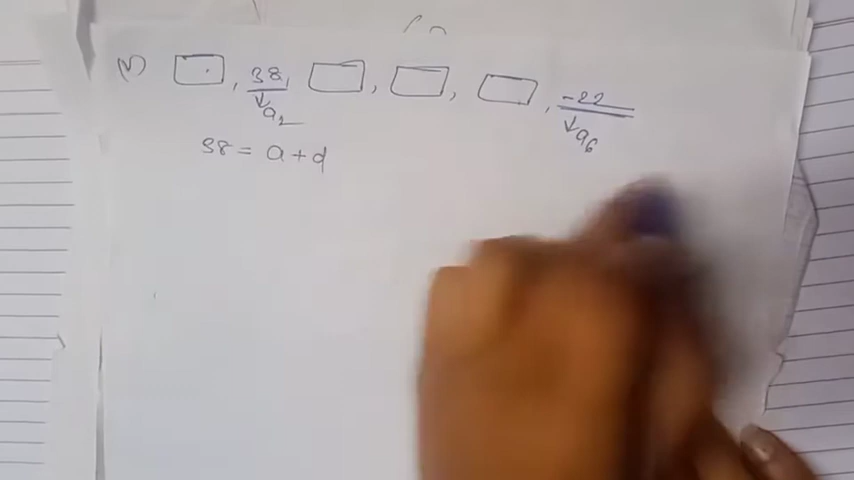 (v) □, 38, □, □, □, -22
↓ a₂ ↓ a₆
38 = a + d